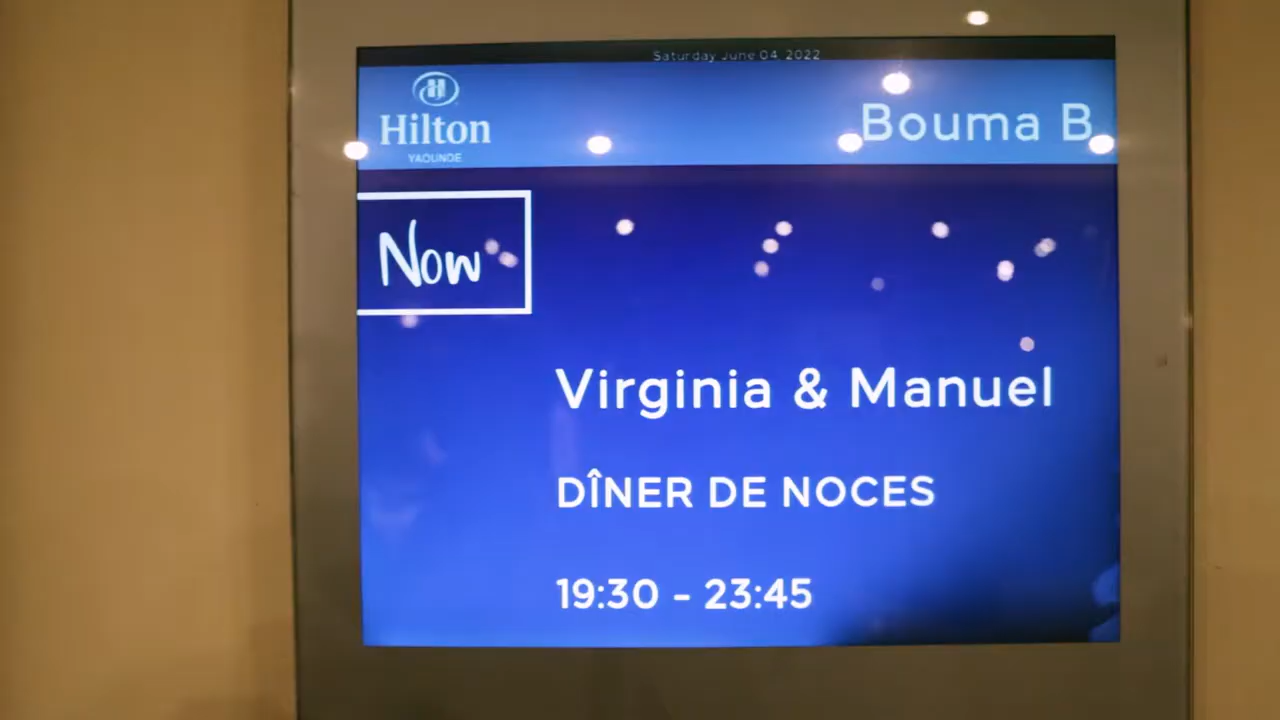 Saturday June 04, 2022
Hilton
YAOUNDE
Bouma B
Now
Virginia & Manuel
DÎNER DE NOCES
19:30 - 23:45